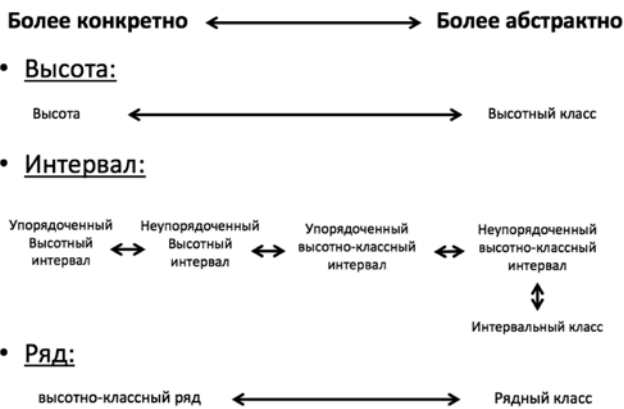 Более конкретно Более абстрактно
• Высота:
Высота Высотный класс
• Интервал:
Упорядоченный Неупорядоченный Упорядоченный Неупорядоченный
Высотный Высотный высотно-классный высотно-классный
интервал интервал интервал интервал
Интервальный класс
• Ряд:
высотно-классный ряд Рядный класс